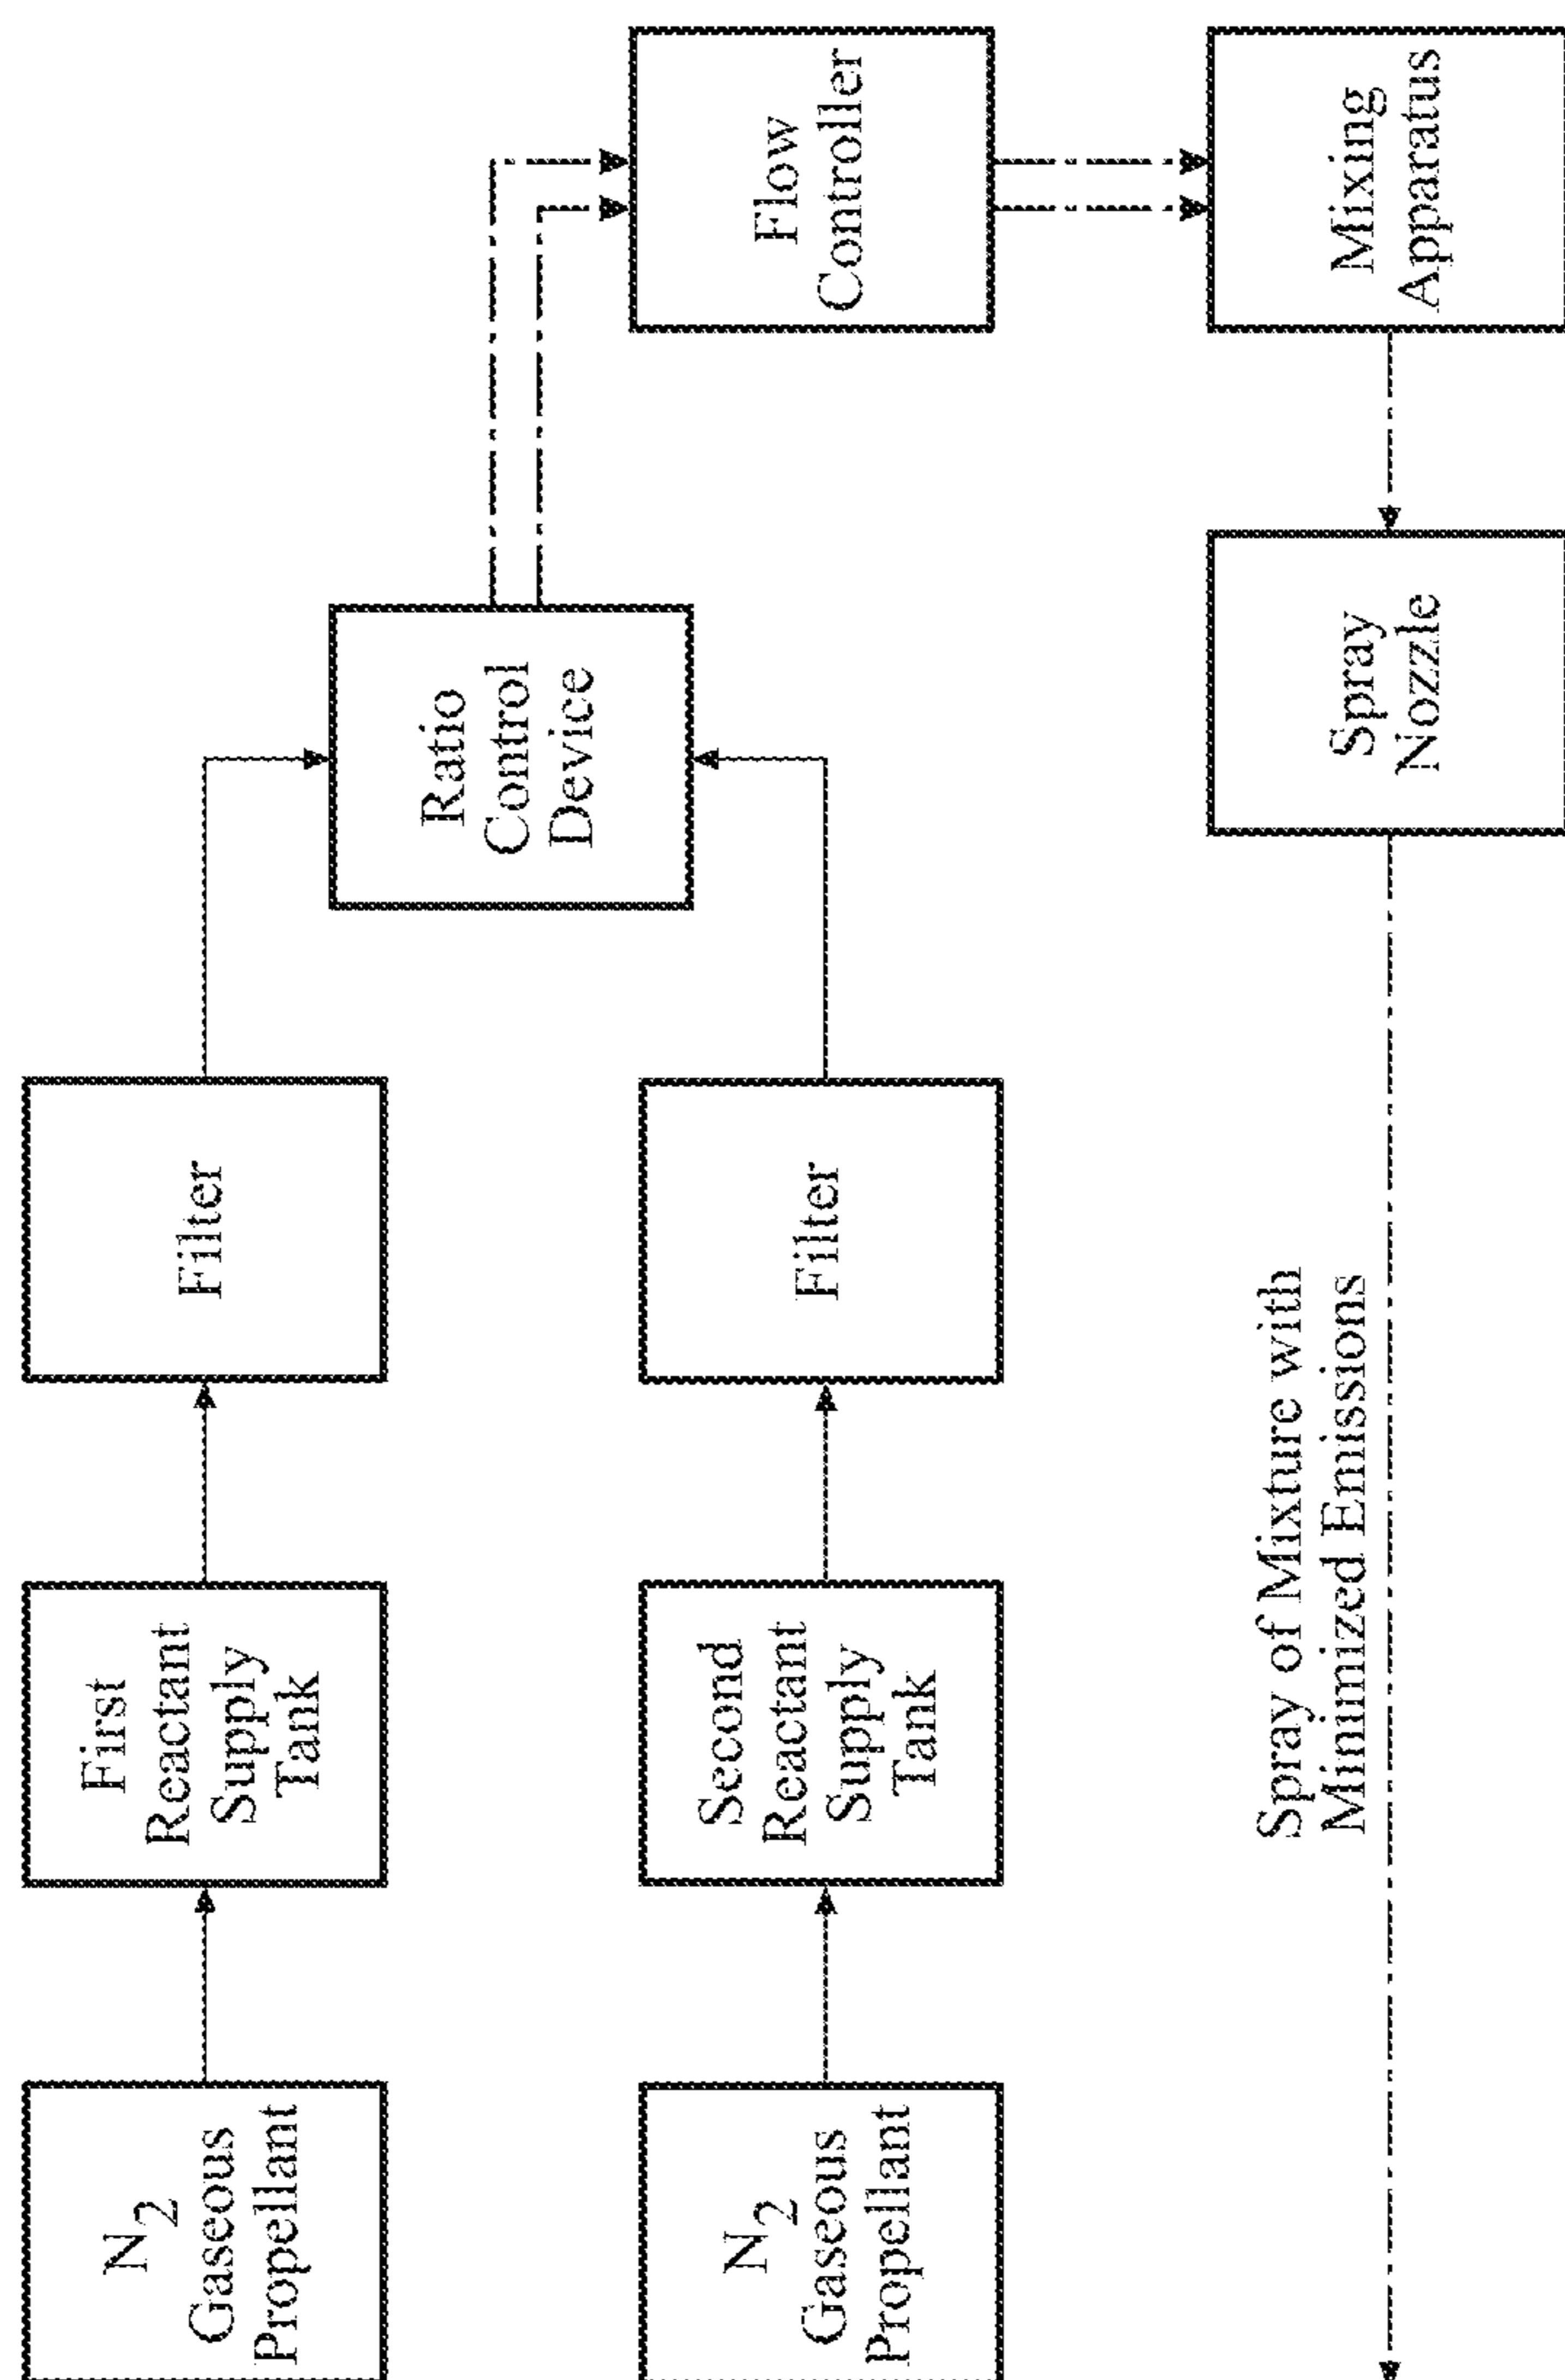 N2
Gaseous
Propellant
First
Reactant
Supply
Tank
Filter
N2
Gaseous
Propellant
Second
Reactant
Supply
Tank
Filter
Ratio
Control
Device
Flow
Controller
Mixing
Apparatus
Spray
Nozzle
Spray of Mixture with
Minimized Emissions